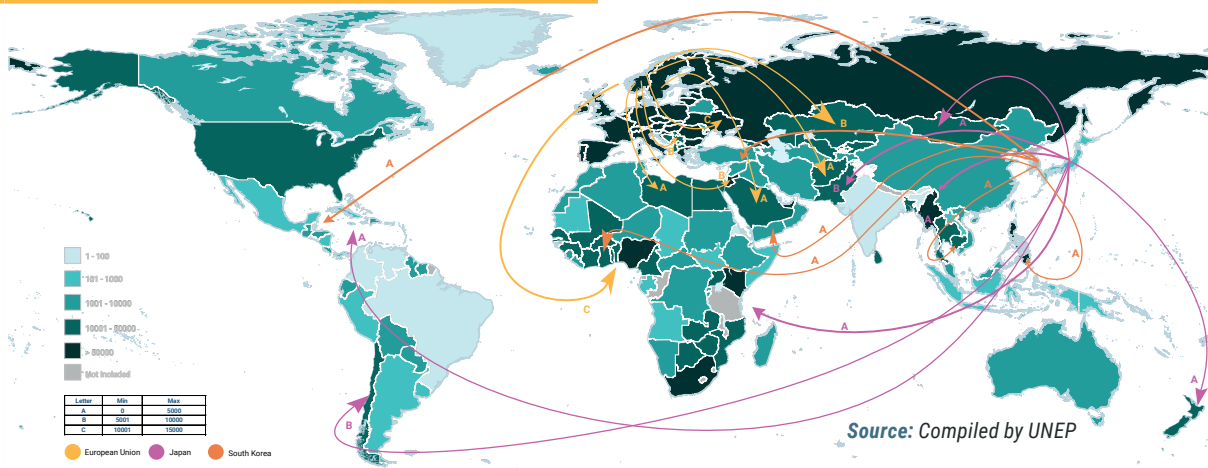 A
B
C
C
B
A
A
B
A
A
A
B
A
A
A
A
A
A
A
C
A
A
B
1 - 100
101 - 1000
1001 - 10000
10001 - 50000
> 50000
Not Included
Letter Min Max
A 0 5000
B 5001 10000
C 10001 15000
European Union Japan South Korea
Source: Compiled by UNEP